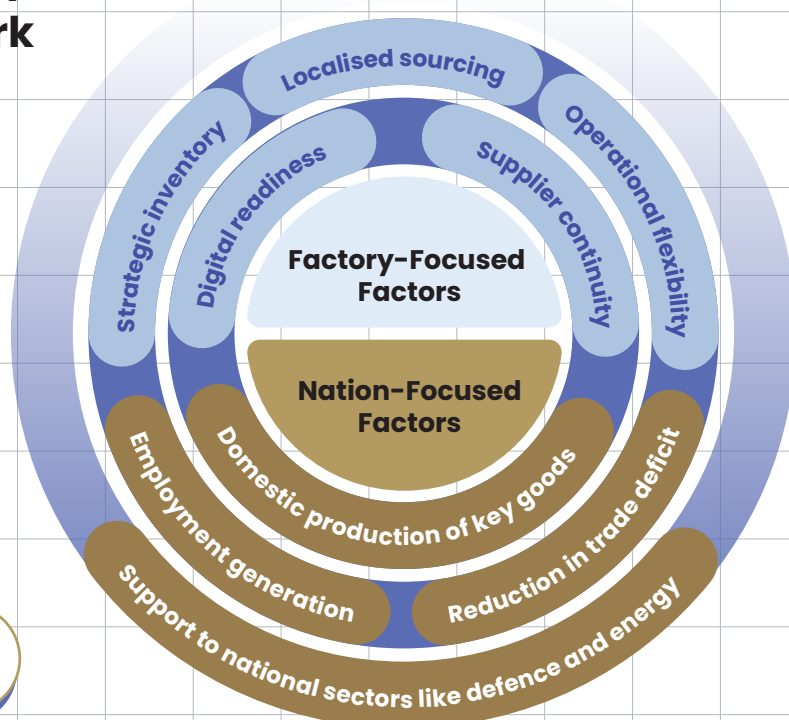 rk
Localised sourcing
Strategic inventory
Operational flexibility
Digital readiness
Supplier continuity
Factory-Focused
Factors
Nation-Focused
Factors
Domestic production of key goods
Employment generation
Reduction in trade deficit
Support to national sectors like defence and energy